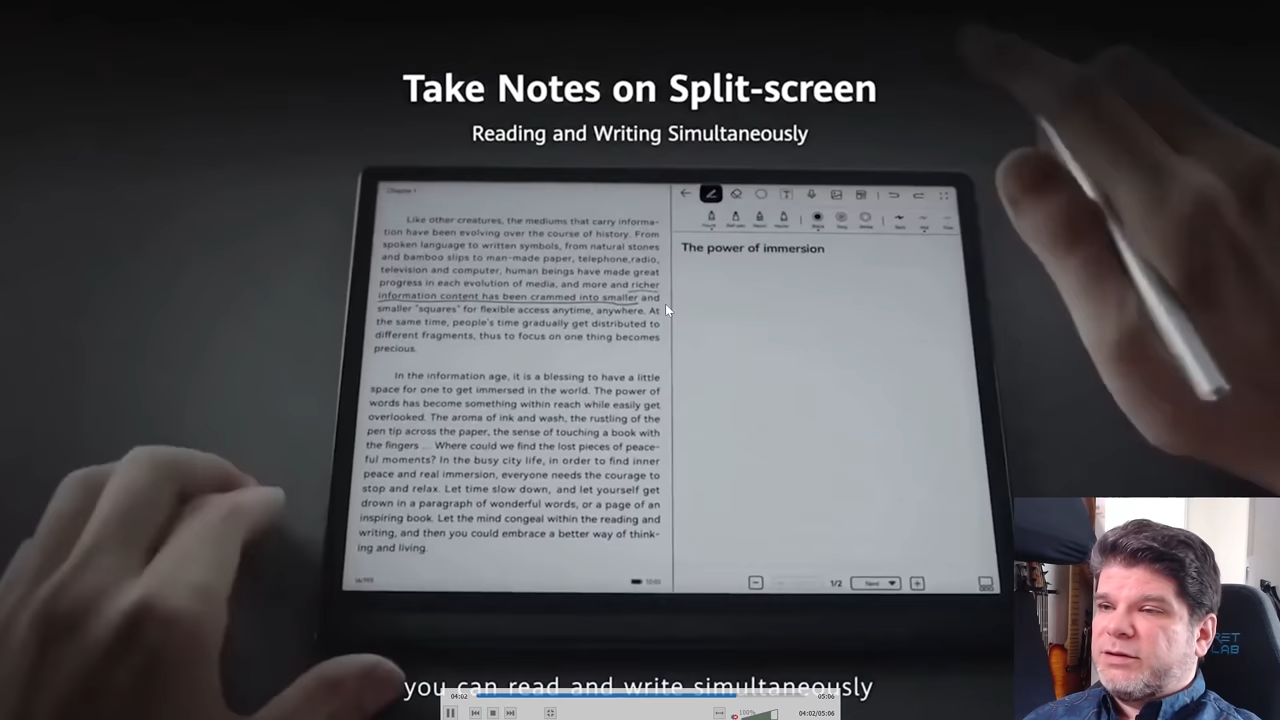 Take Notes on Split-screen
Reading and Writing Simultaneously
Chapter 1
Like other creatures, the mediums that carry informa-
tion have been evolving over the course of history. From
spoken language to written symbols, from natural stones
and bamboo slips to man-made paper, telephone,radio,
television and computer, human beings have made great
progress in each evolution of media, and more and richer
information content has been crammed into smaller and
smaller "squares" for flexible access anytime, anywhere. At
the same time, people's time gradually get distributed to
different fragments, thus to focus on one thing becomes
precious.
In the information age, it is a blessing to have a little
space for one to get immersed in the world. The power of
words has become something within reach while easily get
overlooked. The aroma of ink and wash, the rustling of the
pen tip across the paper, the sense of touching a book with
the fingers ... Where could we find the lost pieces of peace-
ful moments? In the busy city life, in order to find inner
peace and real immersion, everyone needs the courage to
stop and relax. Let time slow down, and let yourself get
drown in a paragraph of wonderful words, or a page of an
inspiring book. Let the mind congeal within the reading and
writing, and then you could embrace a better way of think-
ing and living.
The power of immersion
1/2
Next
RET
LAB
you can read and write simultaneously
04:02
05:06
100%
04:02/05:06